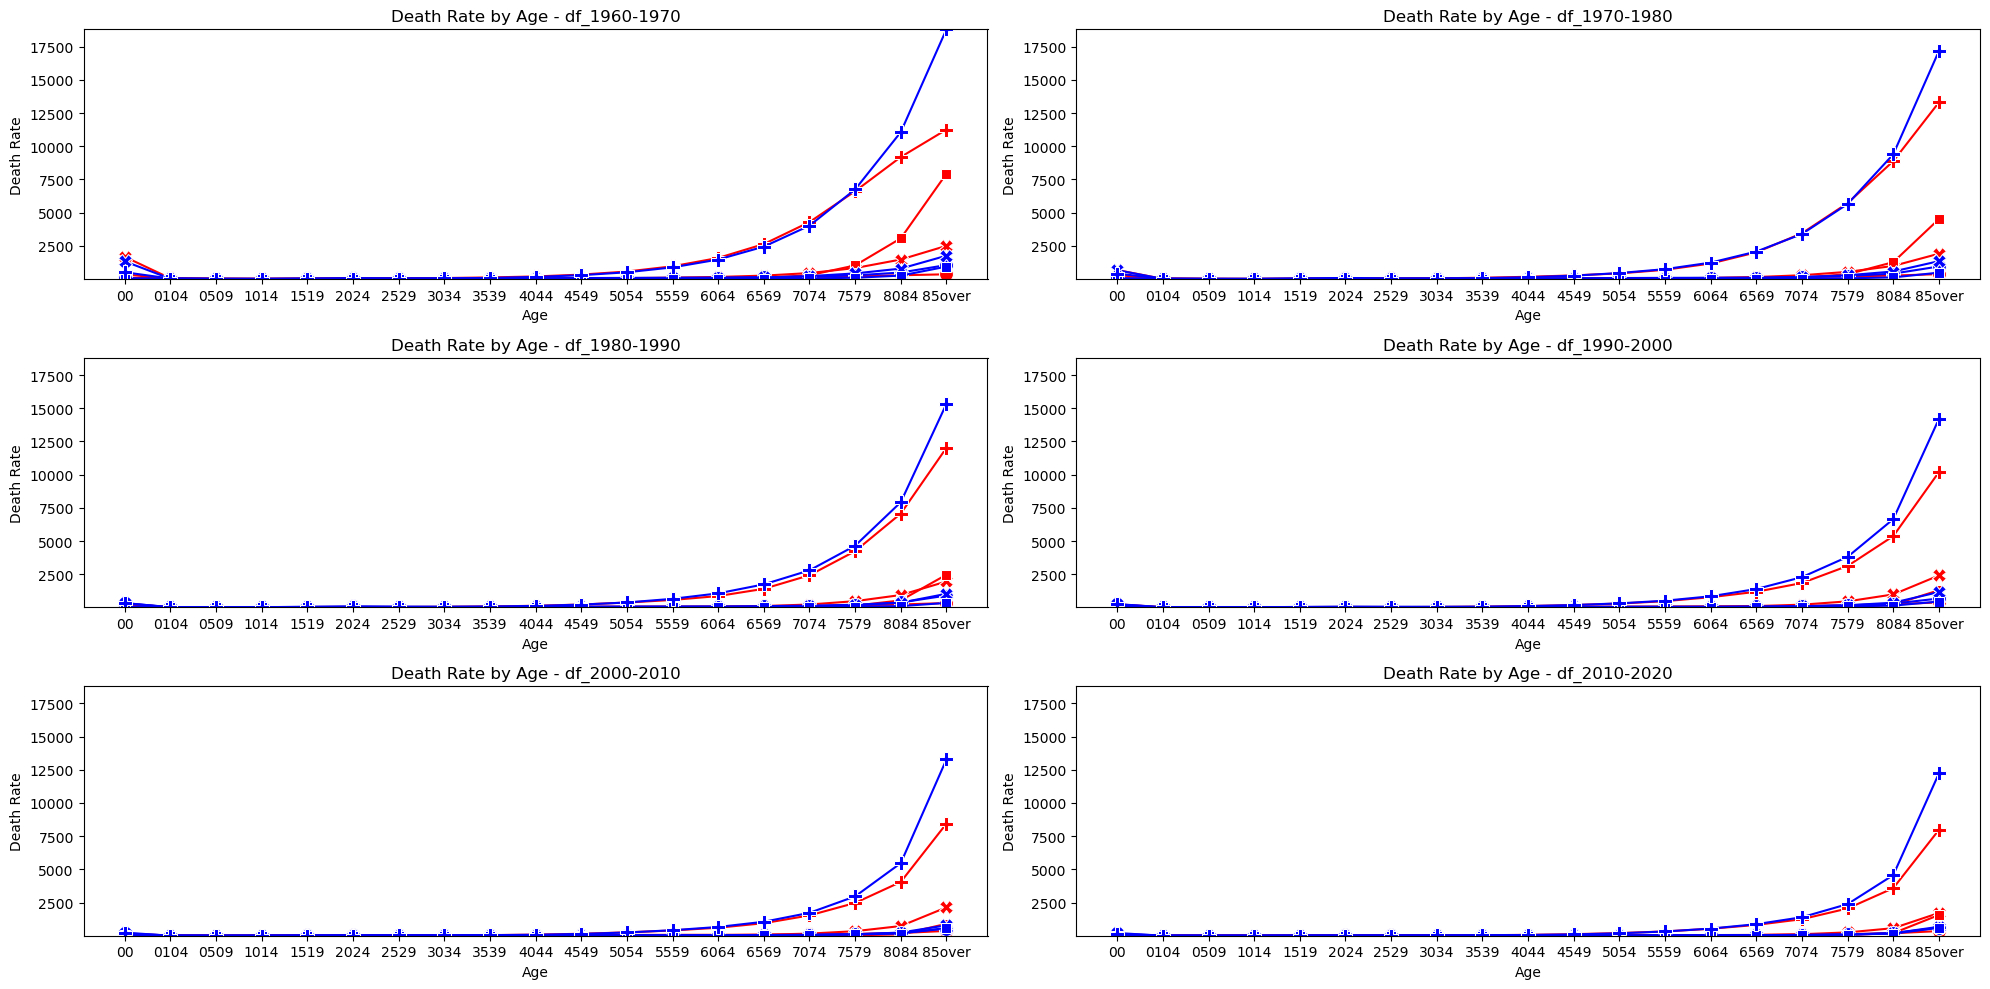 Death Rate by Age - df_1960-1970
17500
15000
12500
10000
7500
5000
2500
Death Rate
00 0104 0509 1014 1519 2024 2529 3034 3539 4044 4549 5054 5559 6064 6569 7074 7579 8084 85over
Age
Death Rate by Age - df_1970-1980
17500
15000
12500
10000
7500
5000
2500
Death Rate
00 0104 0509 1014 1519 2024 2529 3034 3539 4044 4549 5054 5559 6064 6569 7074 7579 8084 85over
Age
Death Rate by Age - df_1980-1990
17500
15000
12500
10000
7500
5000
2500
Death Rate
00 0104 0509 1014 1519 2024 2529 3034 3539 4044 4549 5054 5559 6064 6569 7074 7579 8084 85over
Age
Death Rate by Age - df_1990-2000
17500
15000
12500
10000
7500
5000
2500
Death Rate
00 0104 0509 1014 1519 2024 2529 3034 3539 4044 4549 5054 5559 6064 6569 7074 7579 8084 85over
Age
Death Rate by Age - df_2000-2010
17500
15000
12500
10000
7500
5000
2500
Death Rate
00 0104 0509 1014 1519 2024 2529 3034 3539 4044 4549 5054 5559 6064 6569 7074 7579 8084 85over
Age
Death Rate by Age - df_2010-2020
17500
15000
12500
10000
7500
5000
2500
Death Rate
00 0104 0509 1014 1519 2024 2529 3034 3539 4044 4549 5054 5559 6064 6569 7074 7579 8084 85over
Age